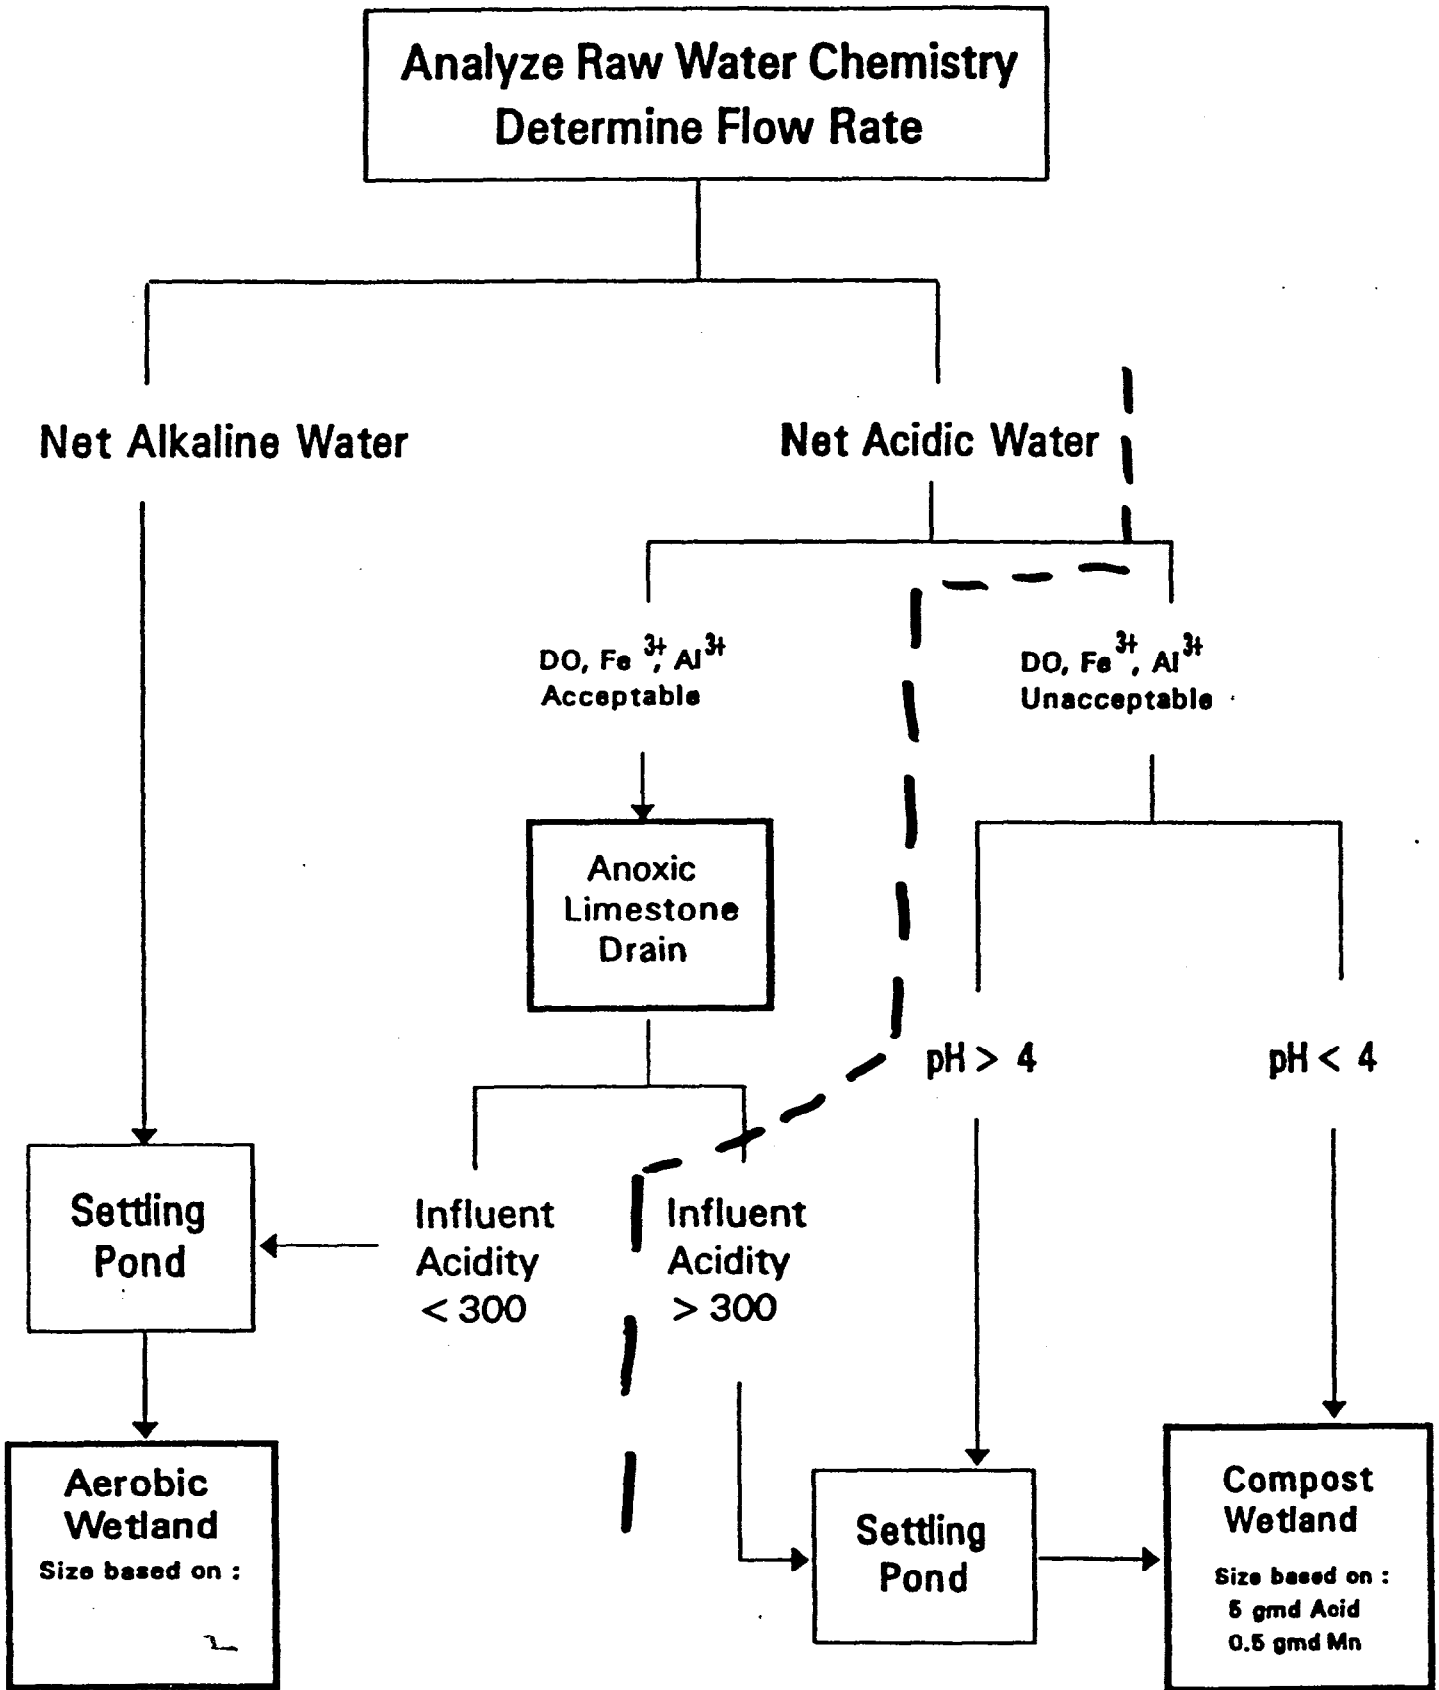 Analyze Raw Water Chemistry
Determine Flow Rate
Net Alkaline Water
Net Acidic Water
DO, Fe 3+, Al 3+
Acceptable
DO, Fe 3+, Al 3+
Unacceptable
Anoxic
Limestone
Drain
pH > 4
pH < 4
Settling
Pond
Influent
Acidity
< 300
Influent
Acidity
> 300
Aerobic
Wetland
Size based on :
Settling
Pond
Compost
Wetland
Size based on :
5 gmd Acid
0.5 gmd Mn